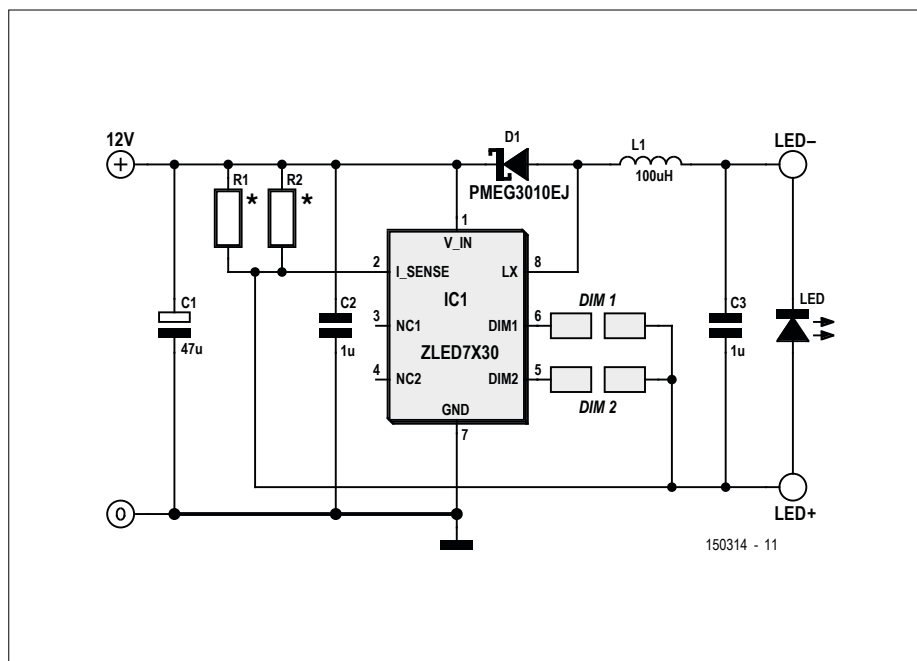 12V
D1
PMEG3010EJ
L1
100uH
LED–
R1
*
R2
*
1
V_IN
2
I_SENSE
LX
8
IC1
C1
47u
C2
1u
3
NC1
DIM1
6
DIM 1
C3
1u
LED
ZLED7X30
4
NC2
DIM2
5
DIM 2
GND
7
0
LED+
150314 - 11